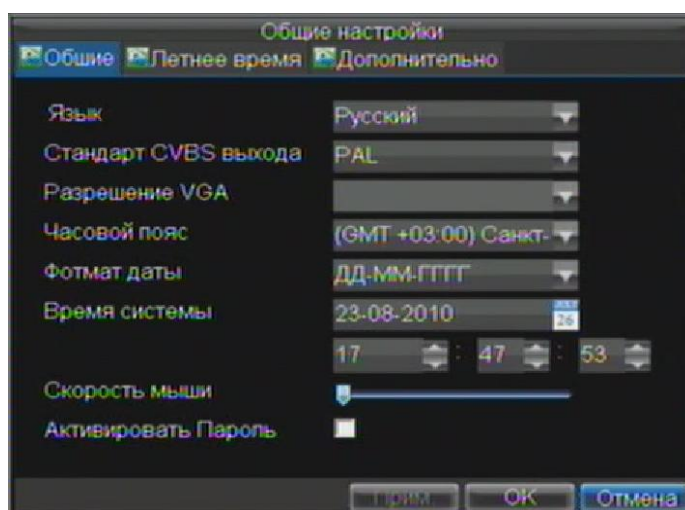 Общие настройки
Общие Летнее время Дополнительно
Язык Русский
Стандарт CVBS выхода PAL
Разрешение VGA
Часовой пояс (GMT +03:00) Санкт-
Фотмат даты ДД-ММ-ГГГГ
Время системы 23-08-2010 26
17 : 47 : 53
Скорость мыши
Активировать Пароль
Прим. OK Отмена